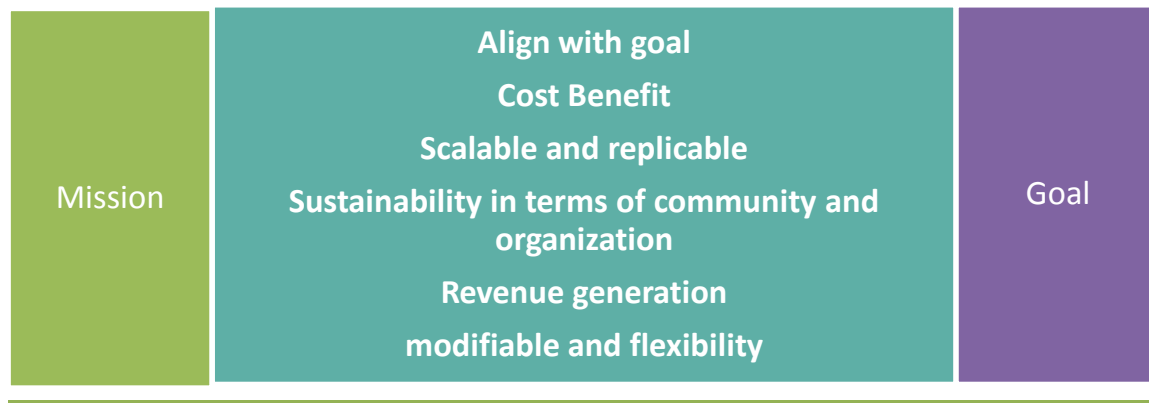 Mission
Align with goal
Cost Benefit
Scalable and replicable
Sustainability in terms of community and
organization
Revenue generation
modifiable and flexibility
Goal